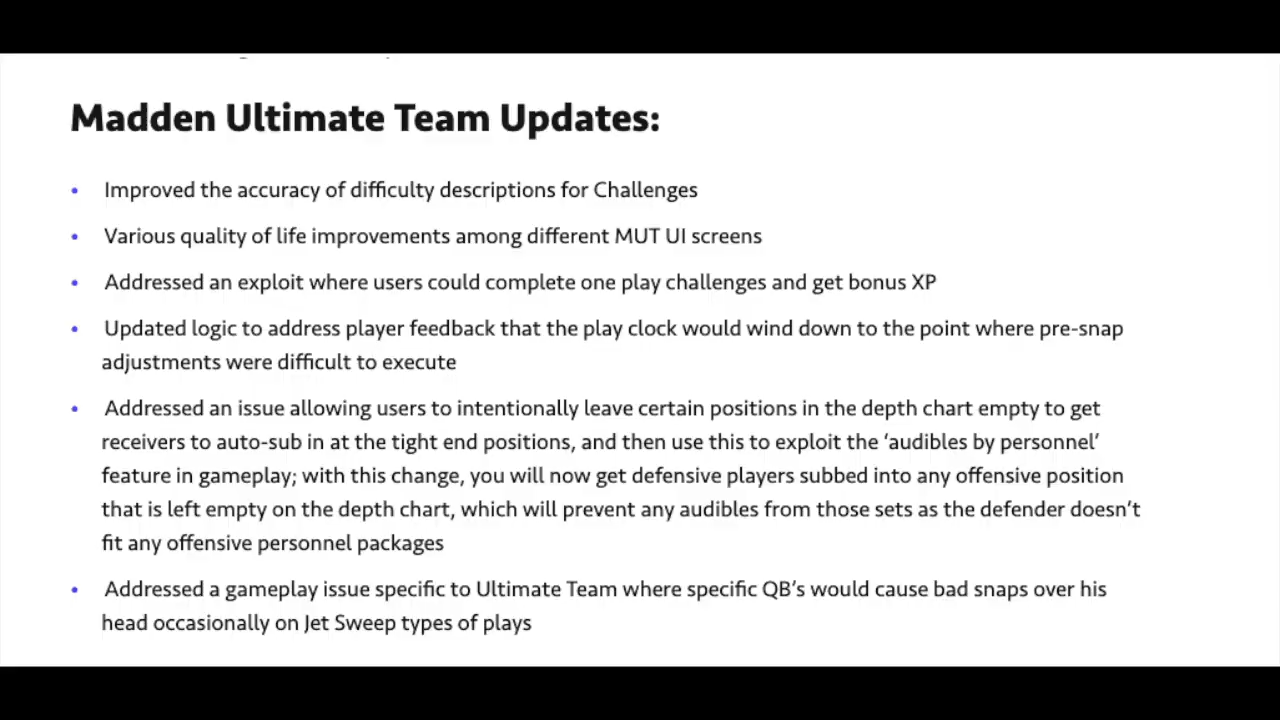 Madden Ultimate Team Updates:
• Improved the accuracy of difficulty descriptions for Challenges
• Various quality of life improvements among different MUT UI screens
• Addressed an exploit where users could complete one play challenges and get bonus XP
• Updated logic to address player feedback that the play clock would wind down to the point where pre-snap
adjustments were difficult to execute
• Addressed an issue allowing users to intentionally leave certain positions in the depth chart empty to get
receivers to auto-sub in at the tight end positions, and then use this to exploit the ‘audibles by personnel’
feature in gameplay; with this change, you will now get defensive players subbed into any offensive position
that is left empty on the depth chart, which will prevent any audibles from those sets as the defender doesn’t
fit any offensive personnel packages
• Addressed a gameplay issue specific to Ultimate Team where specific QB’s would cause bad snaps over his
head occasionally on Jet Sweep types of plays